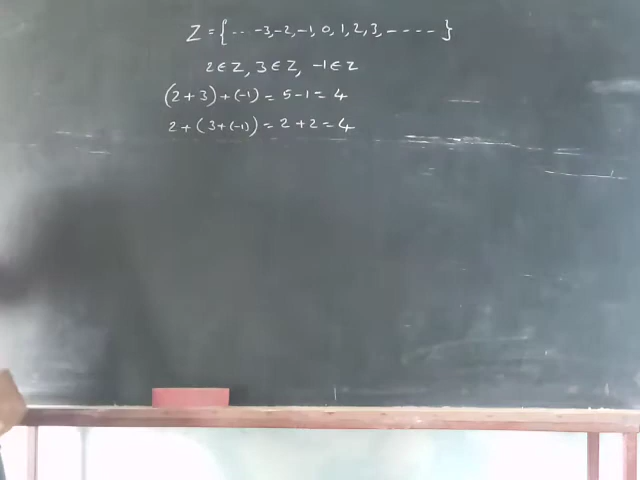 Z = { ... -3, -2, -1, 0, 1, 2, 3, ----- }
2 ∈ Z, 3 ∈ Z, -1 ∈ Z
(2 + 3) + (-1) = 5 - 1 = 4
2 + (3 + (-1)) = 2 + 2 = 4